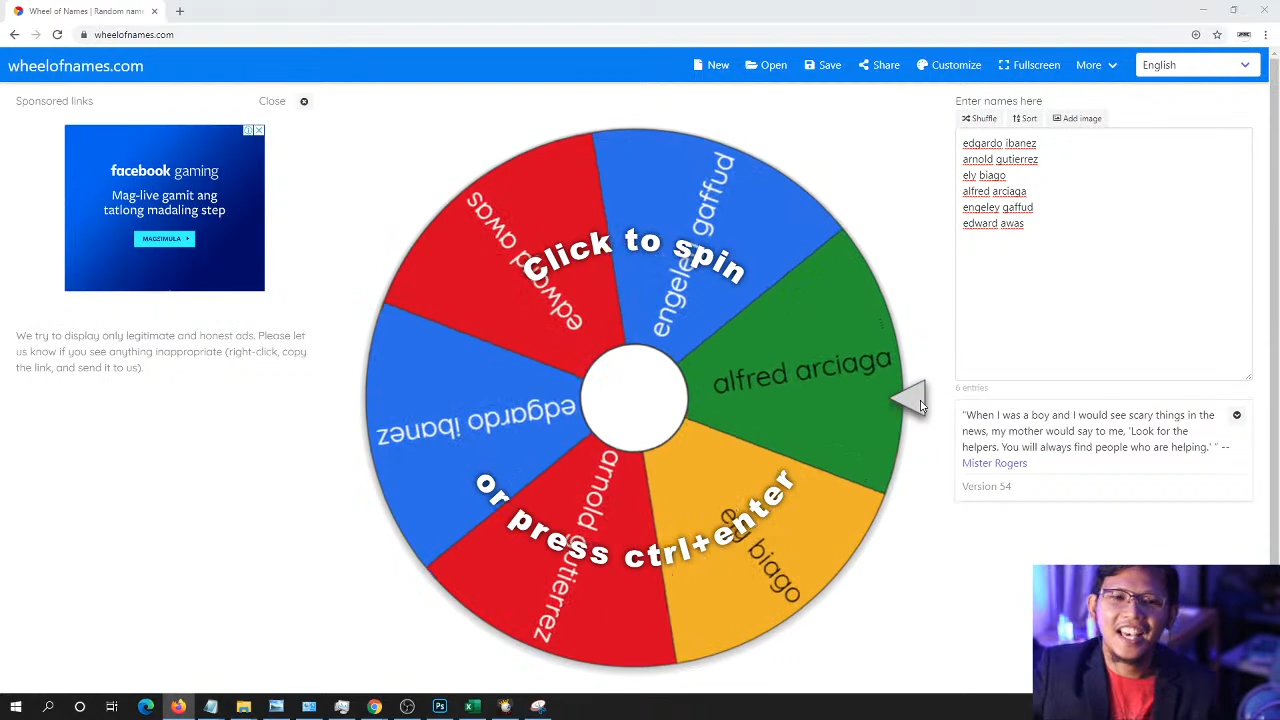 Wheel of Names | Random name
wheelofnames.com
wheelofnames.com
New
Open
Save
Share
Customize
Fullscreen
More
English
Sponsored links
Close
facebook gaming
Mag-live gamit ang
tatlong madaling step
MAGSIMULA
We try to display only legitimate and honest ads. Please let
us know if you see anything inappropriate (right-click, copy
the link, and send it to us).
Click to spin
or press ctrl+enter
engeley gaffud
alfred arciaga
ely biago
arnold gutierrez
edgardo ibanez
edward awas
Enter names here
Shuffle
Sort
Add image
edgardo ibanez
arnold gutierrez
ely biago
alfred arciaga
engeley gaffud
edward awas
6 entries
"When I was a boy and I would see scary things in the
news, my mother would say to me, 'Look for the
helpers. You will always find people who are helping.' " --
Mister Rogers
Version 54